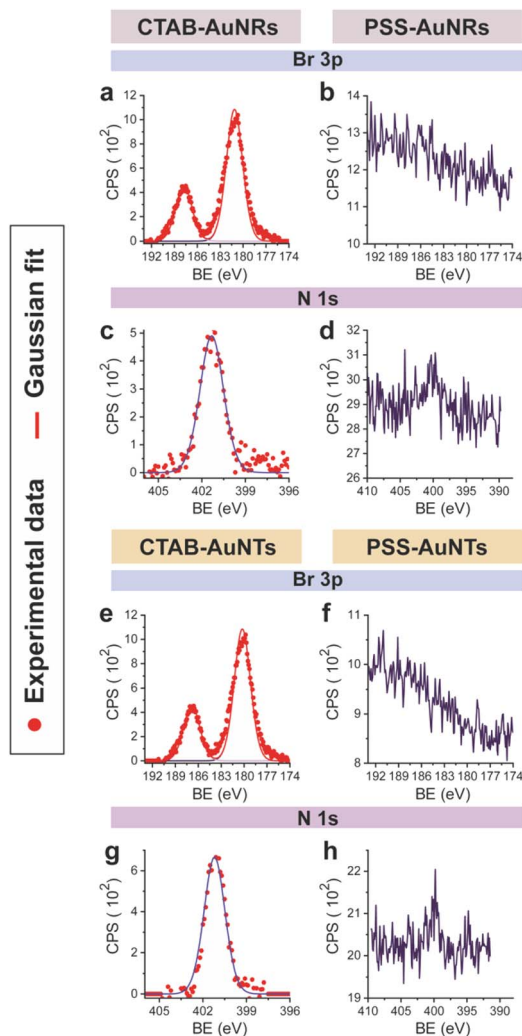 CTAB-AuNRs PSS-AuNRs
Br 3p
a b
CPS ( 10²)
12
10
8
6
4
2
0
192 189 186 183 180 177 174
BE (eV)
CPS ( 10²)
14
13
12
11
10
192 189 186 183 180 177 174
BE (eV)
N 1s
c d
CPS ( 10²)
5
4
3
2
1
0
405 402 399 396
BE (eV)
CPS ( 10²)
31
30
29
28
27
26
410 405 400 395 390
BE (eV)
● Experimental data — Gaussian fit
CTAB-AuNTs PSS-AuNTs
Br 3p
e f
CPS ( 10²)
12
10
8
6
4
2
0
192 189 186 183 180 177 174
BE (eV)
CPS ( 10²)
11
10
9
8
192 189 186 183 180 177 174
BE (eV)
N 1s
g h
CPS ( 10²)
6
4
2
0
405 402 399 396
BE (eV)
CPS ( 10²)
22
21
20
19
410 405 400 395 390
BE (eV)